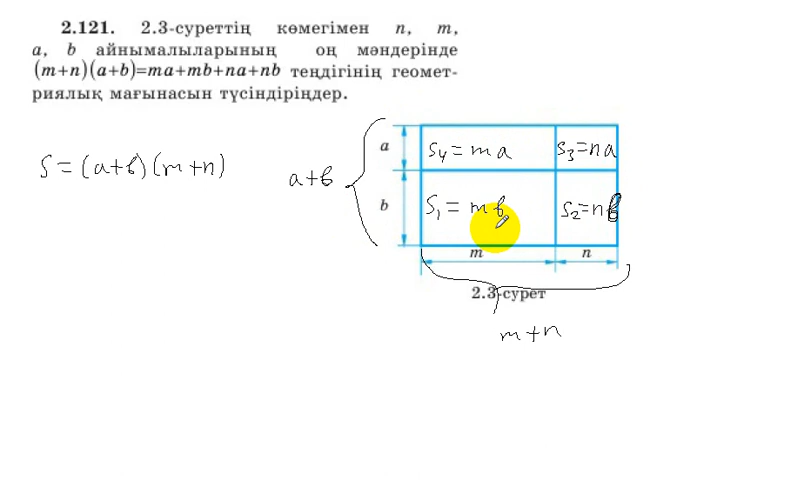 2.121. 2.3-суреттің көмегімен n, m,
a, b айнымалыларының оң мәндерінде
(m+n)(a+b)=ma+mb+na+nb теңдігінің геомет-
риялық мағынасын түсіндіріңдер.
S = (a+b)(m+n)
a+b
a
S4 = ma
S3=na
b
S1 = mb
S2=nb
m
n
2.3-сурет
m+n